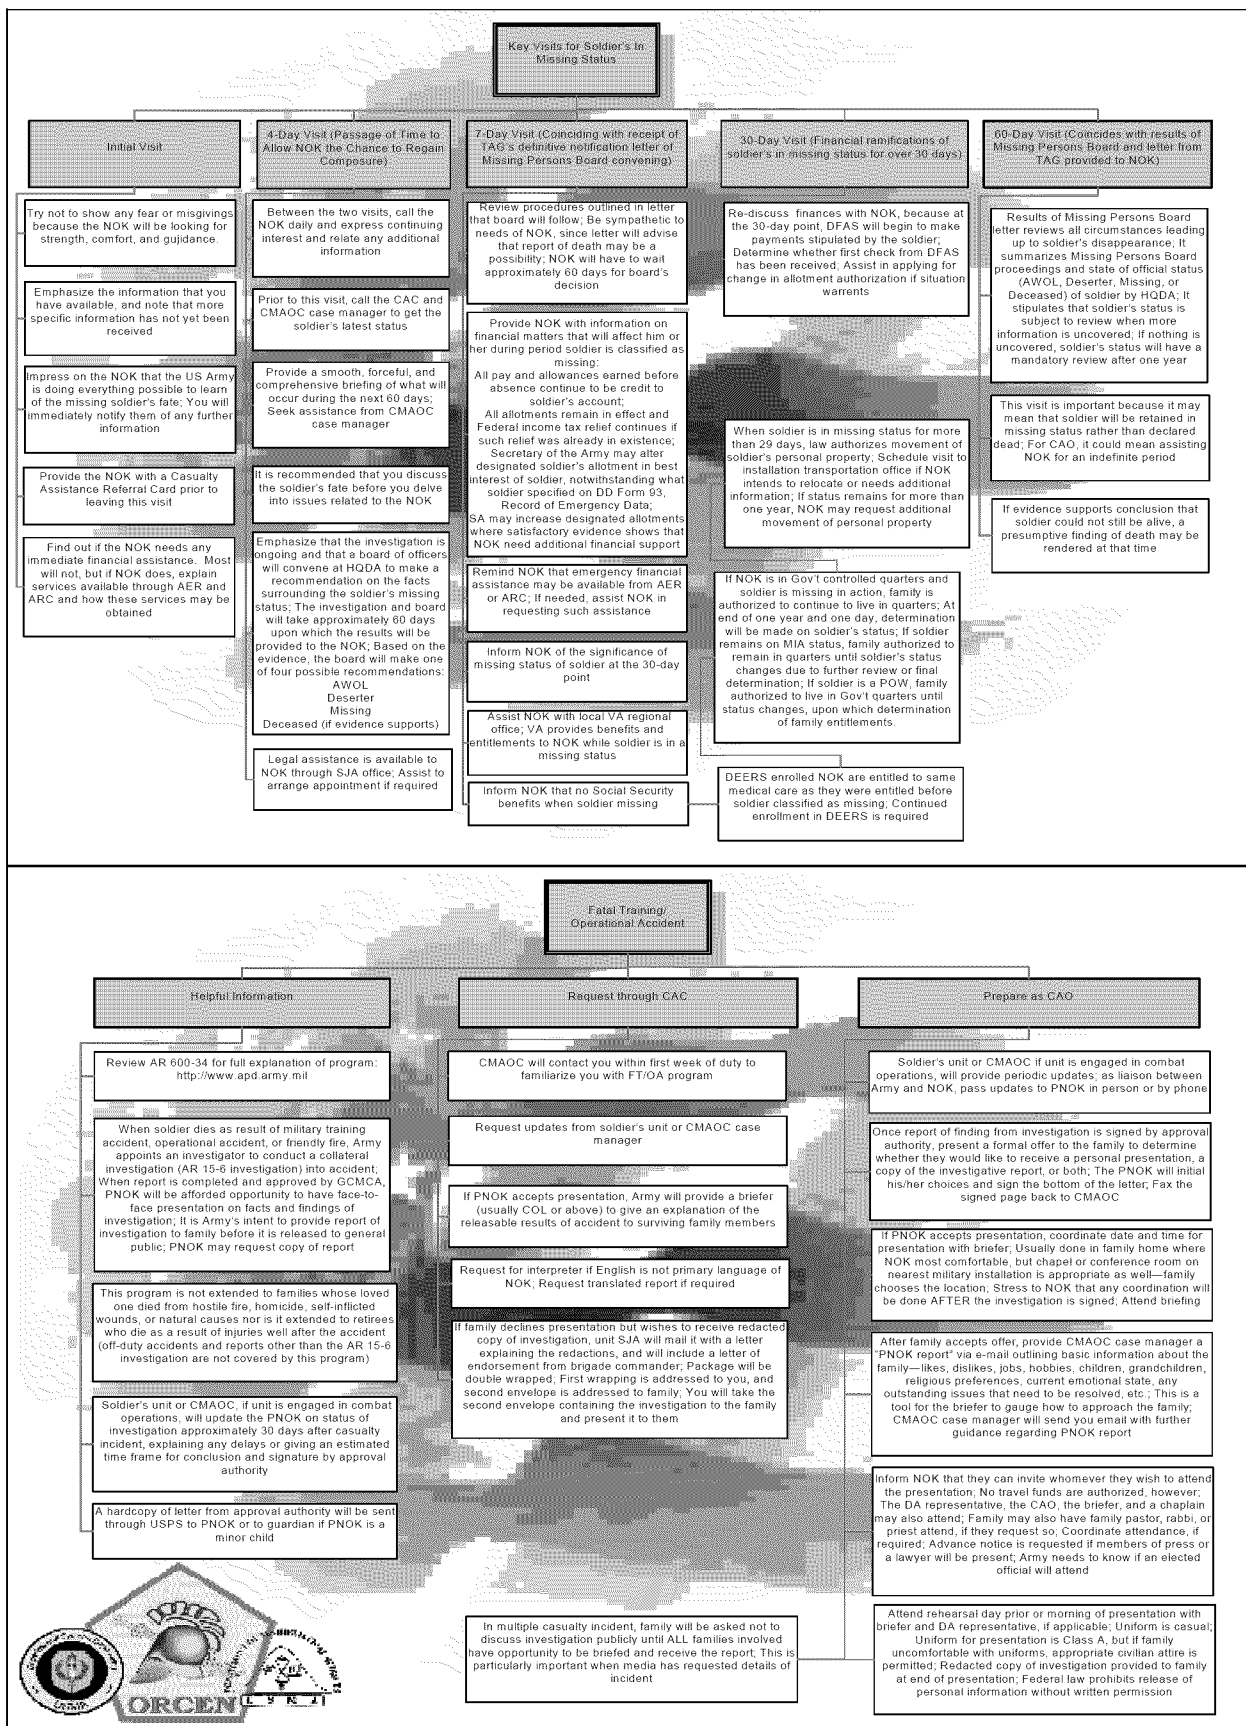 Key Visits for Soldier's In
Missing Status
Initial Visit
Try not to show any fear or misgivings
because the NOK will be looking for
strength, comfort, and gujidance.
Emphasize the information that you
have available, and note that more
specific information has not yet been
received
Impress on the NOK that the US Army
is doing everything possible to learn
of the missing soldier's fate; You will
immediately notify them of any further
information
Provide the NOK with a Casualty
Assistance Referral Card prior to
leaving this visit
Find out if the NOK needs any
immediate financial assistance. Most
will not, but if NOK does, explain
services available through AER and
ARC and how these services may be
obtained
4-Day Visit (Passage of Time to
Allow NOK the Chance to Regain
Composure)
Between the two visits, call the
NOK daily and express continuing
interest and relate any additional
information
Prior to this visit, call the CAC and
CMAOC case manager to get the
soldier's latest status
Provide a smooth, forceful, and
comprehensive briefing of what will
occur during the next 60 days;
Seek assistance from CMAOC
case manager
It is recommended that you discuss
the soldier's fate before you delve
into issues related to the NOK
Emphasize that the investigation is
ongoing and that a board of officers
will convene at HQDA to make a
recommendation on the facts
surrounding the soldier's missing
status; The investigation and board
will take approximately 60 days
upon which the results will be
provided to the NOK; Based on the
evidence, the board will make one
of four possible recommendations:
AWOL
Deserter
Missing
Deceased (if evidence supports)
Legal assistance is available to
NOK through SJA office; Assist to
arrange appointment if required
7-Day Visit (Coinciding with receipt of
TAG's definitive notification letter of
Missing Persons Board convening)
Review procedures outlined in letter
that board will follow; Be sympathetic to
needs of NOK, since letter will advise
that report of death may be a
possibility; NOK will have to wait
approximately 60 days for board's
decision
Provide NOK with information on
financial matters that will affect him or
her during period soldier is classified as
missing:
All pay and allowances earned before
absence continue to be credit to
soldier's account;
All allotments remain in effect and
Federal income tax relief continues if
such relief was already in existence;
Secretary of the Army may alter
designated soldier's allotment in best
interest of soldier, notwithstanding what
soldier specified on DD Form 93,
Record of Emergency Data;
SA may increase designated allotments
where satisfactory evidence shows that
NOK need additional financial support
Remind NOK that emergency financial
assistance may be available from AER
or ARC; If needed, assist NOK in
requesting such assistance
Inform NOK of the significance of
missing status of soldier at the 30-day
point
Assist NOK with local VA regional
office; VA provides benefits and
entitlements to NOK while soldier is in a
missing status
Inform NOK that no Social Security
benefits when soldier missing
30-Day Visit (Financial ramifications of
soldier's in missing status for over 30 days)
Re-discuss finances with NOK, because at
the 30-day point, DFAS will begin to make
payments stipulated by the soldier;
Determine whether first check from DFAS
has been received; Assist in applying for
change in allotment authorization if situation
warrants
When soldier is in missing status for more
than 29 days, law authorizes movement of
soldier's personal property; Schedule visit to
installation transportation office if NOK
intends to relocate or needs additional
information; If status remains for more than
one year, NOK may request additional
movement of personal property
If NOK is in Gov't controlled quarters and
soldier is missing in action, family is
authorized to continue to live in quarters; At
end of one year and one day, determination
will be made on soldier's status; If soldier
remains on MIA status, family authorized to
remain in quarters until soldier's status
changes due to further review or final
determination; If soldier is a POW, family
authorized to live in Gov't quarters until
status changes, upon which determination
of family entitlements.
DEERS enrolled NOK are entitled to same
medical care as they were entitled before
soldier classified as missing; Continued
enrollment in DEERS is required
60-Day Visit (Coincides with results of
Missing Persons Board and letter from
TAG provided to NOK)
Results of Missing Persons Board
letter reviews all circumstances leading
up to soldier's disappearance; It
summarizes Missing Persons Board
proceedings and state of official status
(AWOL, Deserter, Missing, or
Deceased) of soldier by HQDA; It
stipulates that soldier's status is
subject to review when more
information is uncovered; If nothing is
uncovered, soldier's status will have a
mandatory review after one year
This visit is important because it may
mean that soldier will be retained in
missing status rather than declared
dead; For CAO, it could mean assisting
NOK for an indefinite period
If evidence supports conclusion that
soldier could not still be alive, a
presumptive finding of death may be
rendered at that time
Fatal Training/
Operational Accident
Helpful Information
Review AR 600-34 for full explanation of program:
http://www.apd.army.mil
When soldier dies as result of military training
accident, operational accident, or friendly fire, Army
appoints an investigator to conduct a collateral
investigation (AR 15-6 investigation) into accident;
When report is completed and approved by GCMCA,
PNOK will be afforded opportunity to have face-to-
face presentation on facts and findings of
investigation; It is Army's intent to provide report of
investigation to family before it is released to general
public; PNOK may request copy of report
This program is not extended to families whose loved
one died from hostile fire, homicide, self-inflicted
wounds, or natural causes nor is it extended to retirees
who die as a result of injuries well after the accident
(off-duty accidents and reports other than the AR 15-6
investigation are not covered by this program)
Soldier's unit or CMAOC, if unit is engaged in combat
operations, will update the PNOK on status of
investigation approximately 30 days after casualty
incident, explaining any delays or giving an estimated
time frame for conclusion and signature by approval
authority
A hardcopy of letter from approval authority will be sent
through USPS to PNOK or to guardian if PNOK is a
minor child
Request through CAC
CMAOC will contact you within first week of duty to
familiarize you with FT/OA program
Request updates from soldier's unit or CMAOC case
manager
If PNOK accepts presentation, Army will provide a briefer
(usually COL or above) to give an explanation of the
releasable results of accident to surviving family members
Request for interpreter if English is not primary language of
NOK; Request translated report if required
If family declines presentation but wishes to receive redacted
copy of investigation, unit SJA will mail it with a letter
explaining the redactions, and will include a letter of
endorsement from brigade commander; Package will be
double wrapped; First wrapping is addressed to you, and
second envelope is addressed to family; You will take the
second envelope containing the investigation to the family
and present it to them
In multiple casualty incident, family will be asked not to
discuss investigation publicly until ALL families involved
have opportunity to be briefed and receive the report; This is
particularly important when media has requested details of
incident
Prepare as CAO
Soldier's unit or CMAOC if unit is engaged in combat
operations, will provide periodic updates; as liaison between
Army and NOK, pass updates to PNOK in person or by phone
Once report of finding from investigation is signed by approval
authority, present a formal offer to the family to determine
whether they would like to receive a personal presentation, a
copy of the investigative report, or both; The PNOK will initial
his/her choices and sign the bottom of the letter; Fax the
signed page back to CMAOC
If PNOK accepts presentation, coordinate date and time for
presentation with briefer; Usually done in family home where
NOK most comfortable, but chapel or conference room on
nearest military installation is appropriate as well—family
chooses the location; Stress to NOK that any coordination will
be done AFTER the investigation is signed; Attend briefing
After family accepts offer, provide CMAOC case manager a
"PNOK report" via e-mail outlining basic information about the
family—likes, dislikes, jobs, hobbies, children, grandchildren,
religious preferences, current emotional state, any
outstanding issues that need to be resolved, etc.; This is a
tool for the briefer to gauge how to approach the family;
CMAOC case manager will send you email with further
guidance regarding PNOK report
Inform NOK that they can invite whomever they wish to attend
the presentation; No travel funds are authorized, however;
The DA representative, the CAO, the briefer, and a chaplain
may also attend; Family may also have family pastor, rabbi, or
priest attend, if they request so; Coordinate attendance, if
required; Advance notice is requested if members of press or
a lawyer will be present; Army needs to know if an elected
official will attend
Attend rehearsal day prior or morning of presentation with
briefer and DA representative, if applicable; Uniform is casual;
Uniform for presentation is Class A, but if family
uncomfortable with uniforms, appropriate civilian attire is
permitted; Redacted copy of investigation provided to family
at end of presentation; Federal law prohibits release of
personal information without written permission
ORCEN